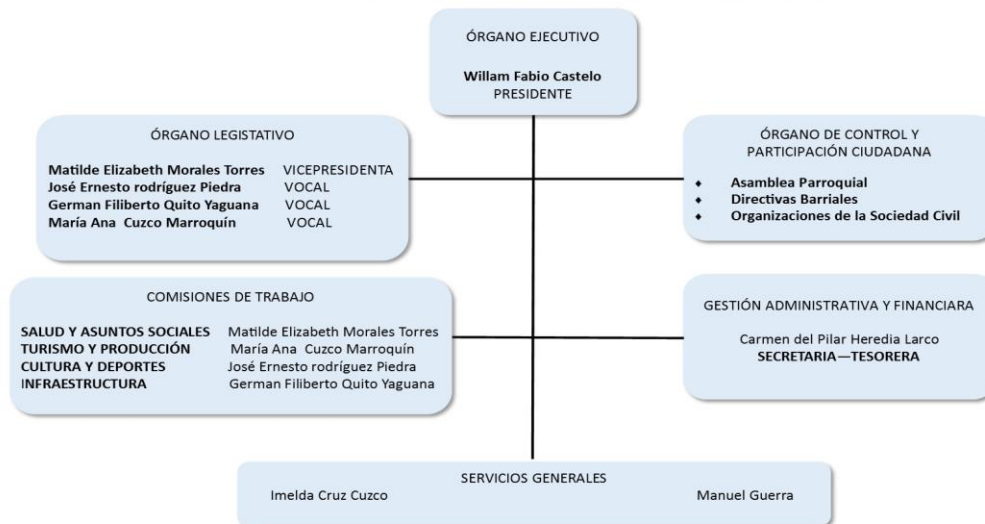 ÓRGANO EJECUTIVO
Willam Fabio Castelo
PRESIDENTE
ÓRGANO LEGISTATIVO
Matilde Elizabeth Morales Torres VICEPRESIDENTA
José Ernesto rodríguez Piedra VOCAL
German Filiberto Quito Yaguana VOCAL
María Ana Cuzco Marroquín VOCAL
ÓRGANO DE CONTROL Y
PARTICIPACIÓN CIUDADANA
♦ Asamblea Parroquial
♦ Directivas Barriales
♦ Organizaciones de la Sociedad Civil
COMISIONES DE TRABAJO
SALUD Y ASUNTOS SOCIALES Matilde Elizabeth Morales Torres
TURISMO Y PRODUCCIÓN María Ana Cuzco Marroquín
CULTURA Y DEPORTES José Ernesto rodríguez Piedra
INFRAESTRUCTURA German Filiberto Quito Yaguana
GESTIÓN ADMINISTRATIVA Y FINANCIARA
Carmen del Pilar Heredia Larco
SECRETARIA—TESORERA
SERVICIOS GENERALES
Imelda Cruz Cuzco Manuel Guerra